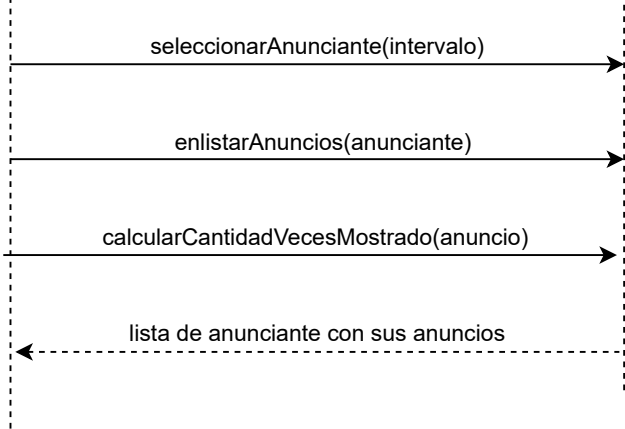 seleccionarAnunciante(intervalo)
enlistarAnuncios(anunciante)
calcularCantidadVecesMostrado(anuncio)
lista de anunciante con sus anuncios